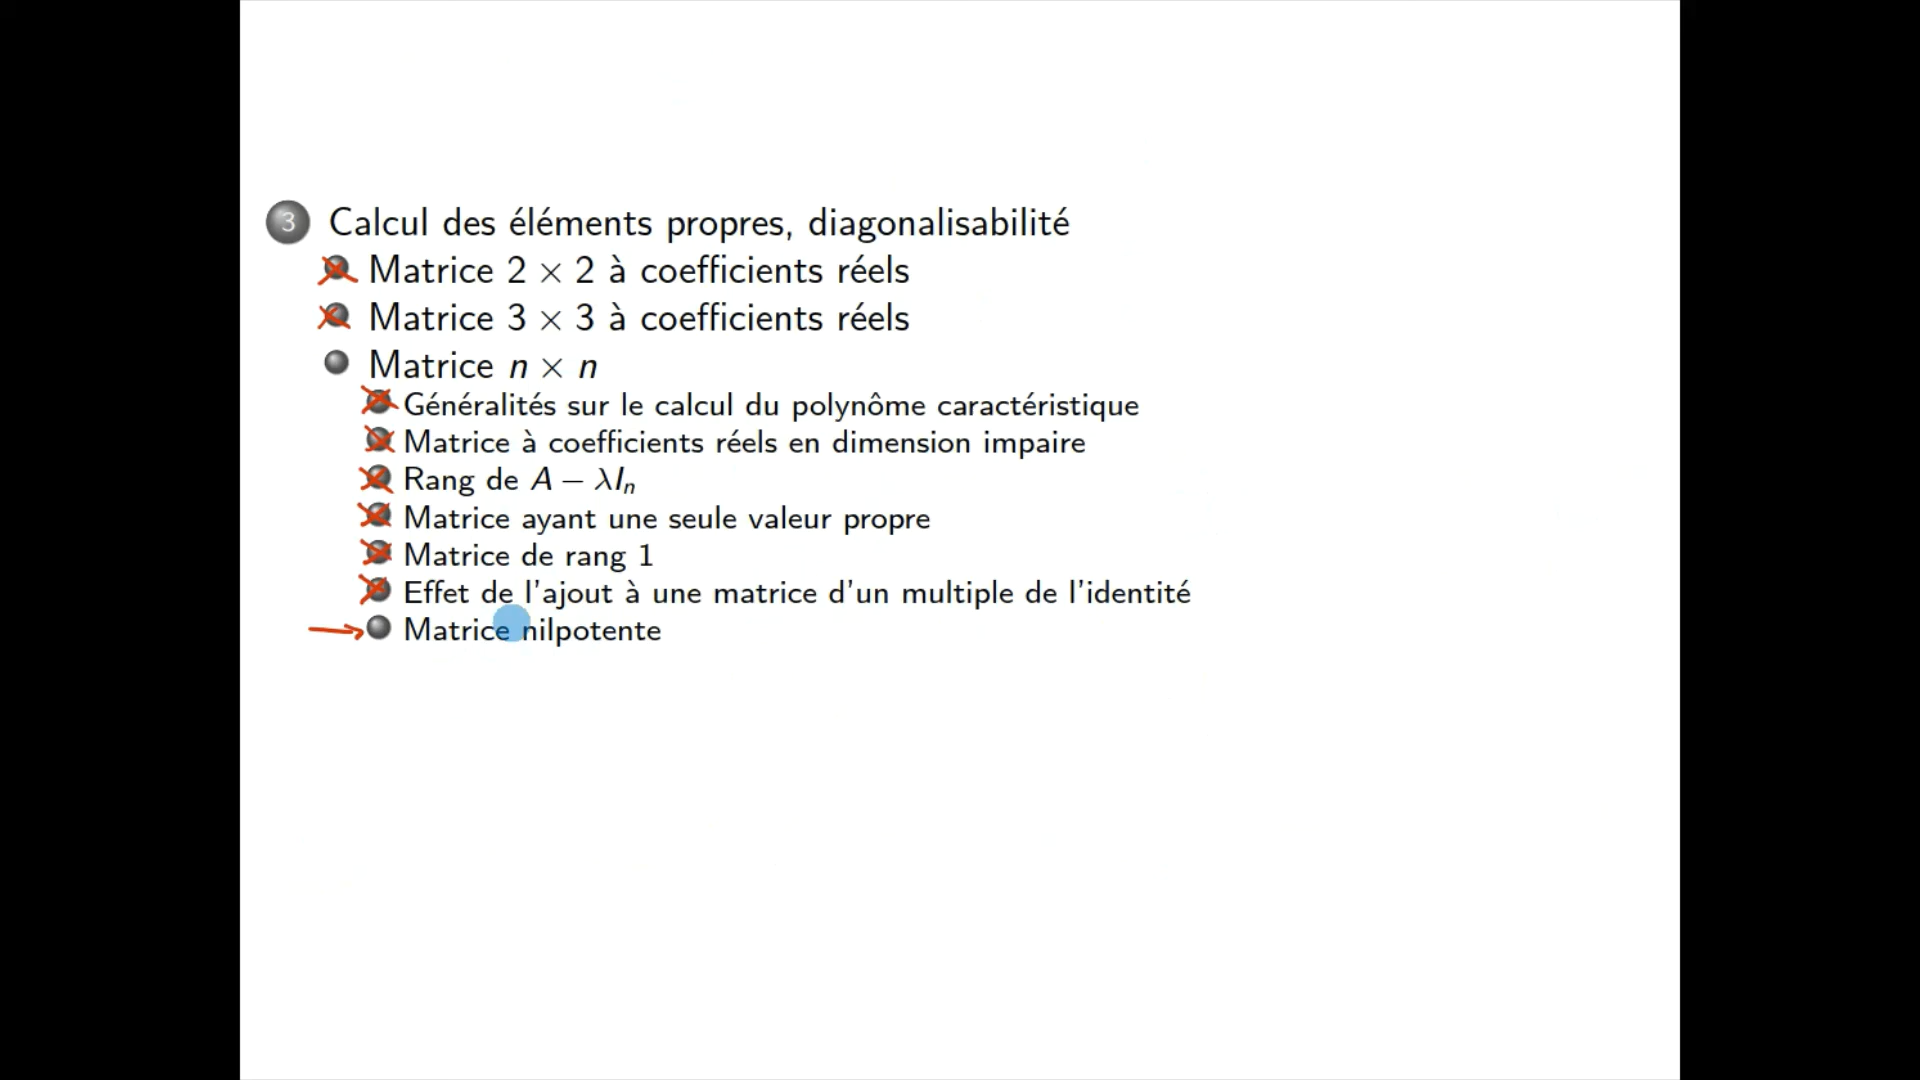 3 Calcul des éléments propres, diagonalisabilité
Matrice 2 × 2 à coefficients réels
Matrice 3 × 3 à coefficients réels
Matrice n × n
Généralités sur le calcul du polynôme caractéristique
Matrice à coefficients réels en dimension impaire
Rang de A − λIₙ
Matrice ayant une seule valeur propre
Matrice de rang 1
Effet de l'ajout à une matrice d'un multiple de l'identité
Matrice nilpotente